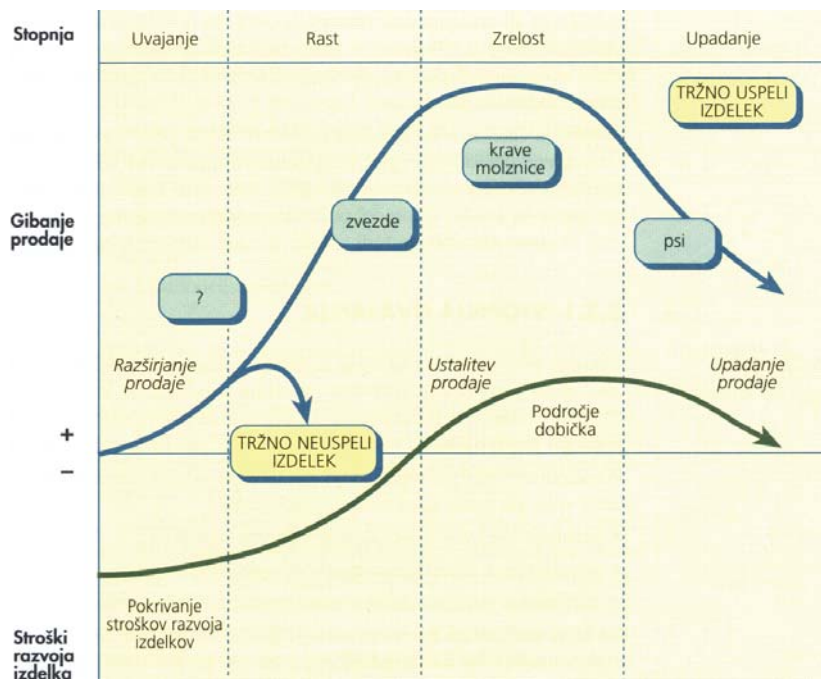 Stopnja
Uvajanje
Rast
Zrelost
Upadanje
TRŽNO USPELI
IZDELEK
krave
molznice
Gibanje
prodaje
zvezde
psi
?
Razširjanje
prodaje
Ustalitev
prodaje
Upadanje
prodaje
Področje
dobička
+
TRŽNO NEUSPELI
IZDELEK
–
Pokrivanje
stroškov razvoja
izdelkov
Stroški
razvoja
izdelka